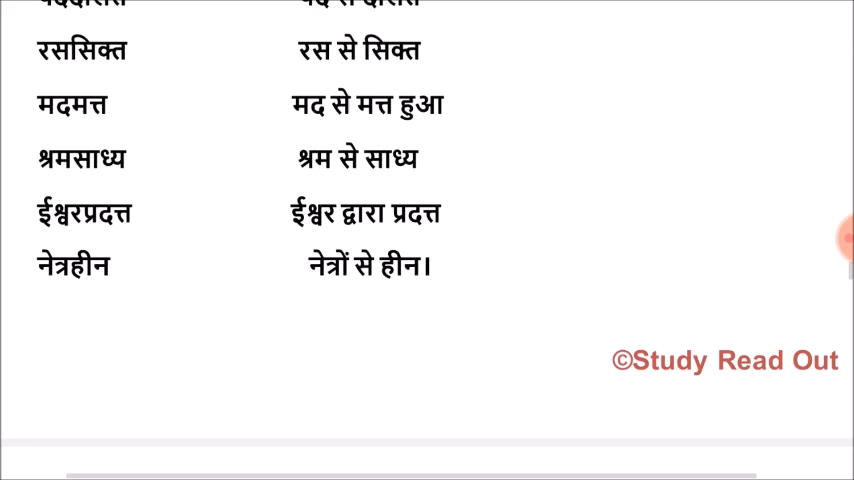 रससिक्त रस से सिक्त
मदमत्त मद से मत्त हुआ
श्रमसाध्य श्रम से साध्य
ईश्वरप्रदत्त ईश्वर द्वारा प्रदत्त
नेत्रहीन नेत्रों से हीन।
©Study Read Out